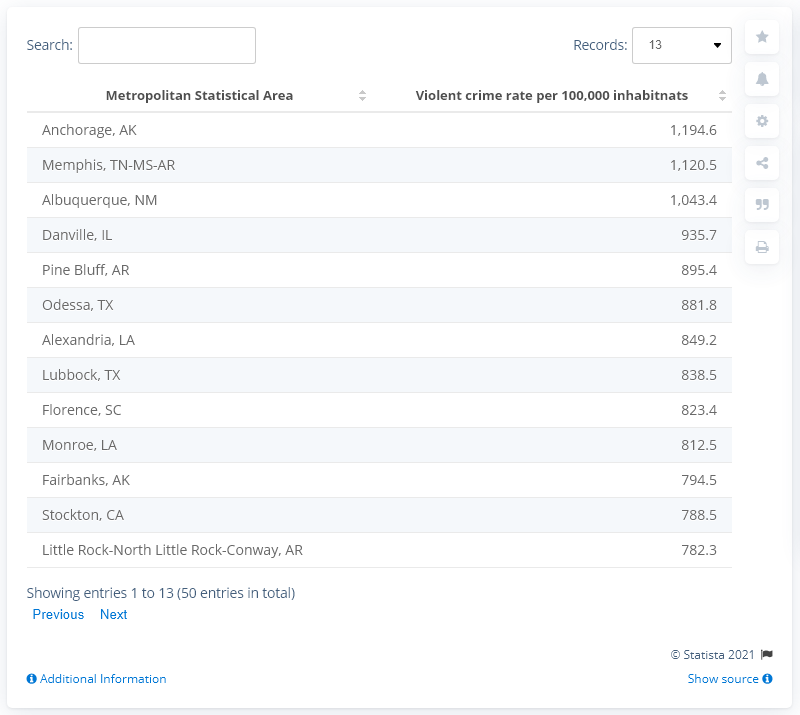 Search: Records: 13
Metropolitan Statistical Area Violent crime rate per 100,000 inhabitnats
Anchorage, AK 1,194.6
Memphis, TN-MS-AR 1,120.5
Albuquerque, NM 1,043.4
Danville, IL 935.7
Pine Bluff, AR 895.4
Odessa, TX 881.8
Alexandria, LA 849.2
Lubbock, TX 838.5
Florence, SC 823.4
Monroe, LA 812.5
Fairbanks, AK 794.5
Stockton, CA 788.5
Little Rock-North Little Rock-Conway, AR 782.3
Showing entries 1 to 13 (50 entries in total)
Previous Next
© Statista 2021
Additional Information Show source